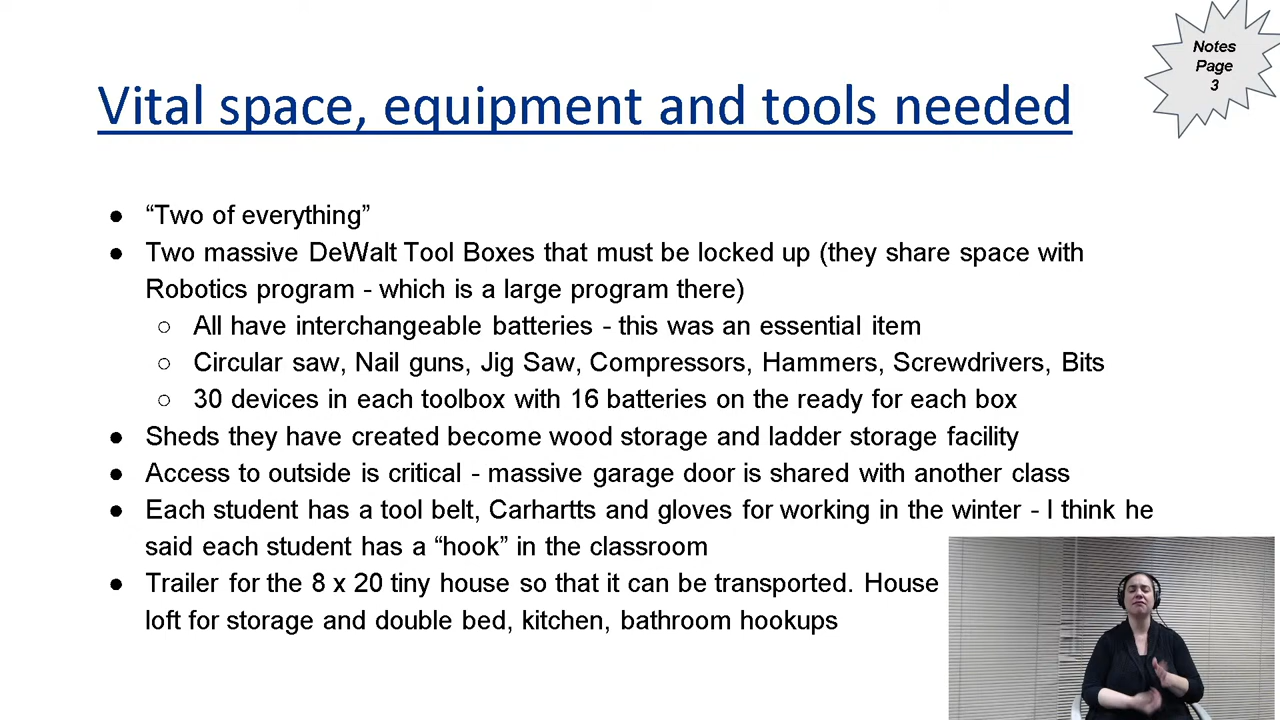 Notes
Page
3
Vital space, equipment and tools needed
● “Two of everything”
● Two massive DeWalt Tool Boxes that must be locked up (they share space with
Robotics program - which is a large program there)
○ All have interchangeable batteries - this was an essential item
○ Circular saw, Nail guns, Jig Saw, Compressors, Hammers, Screwdrivers, Bits
○ 30 devices in each toolbox with 16 batteries on the ready for each box
● Sheds they have created become wood storage and ladder storage facility
● Access to outside is critical - massive garage door is shared with another class
● Each student has a tool belt, Carhartts and gloves for working in the winter - I think he
said each student has a “hook” in the classroom
● Trailer for the 8 x 20 tiny house so that it can be transported. House
loft for storage and double bed, kitchen, bathroom hookups